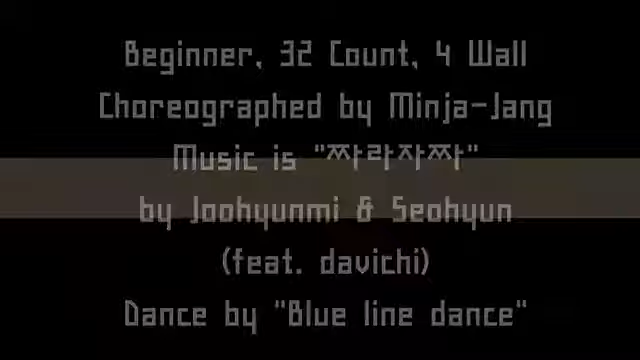 Beginner, 32 Count, 4 Wall
Choreographed by Minja-Jang
Music is "짜라자짜"
by Joohyunmi & Seohyun
(feat. davichi)
Dance by "Blue line dance"